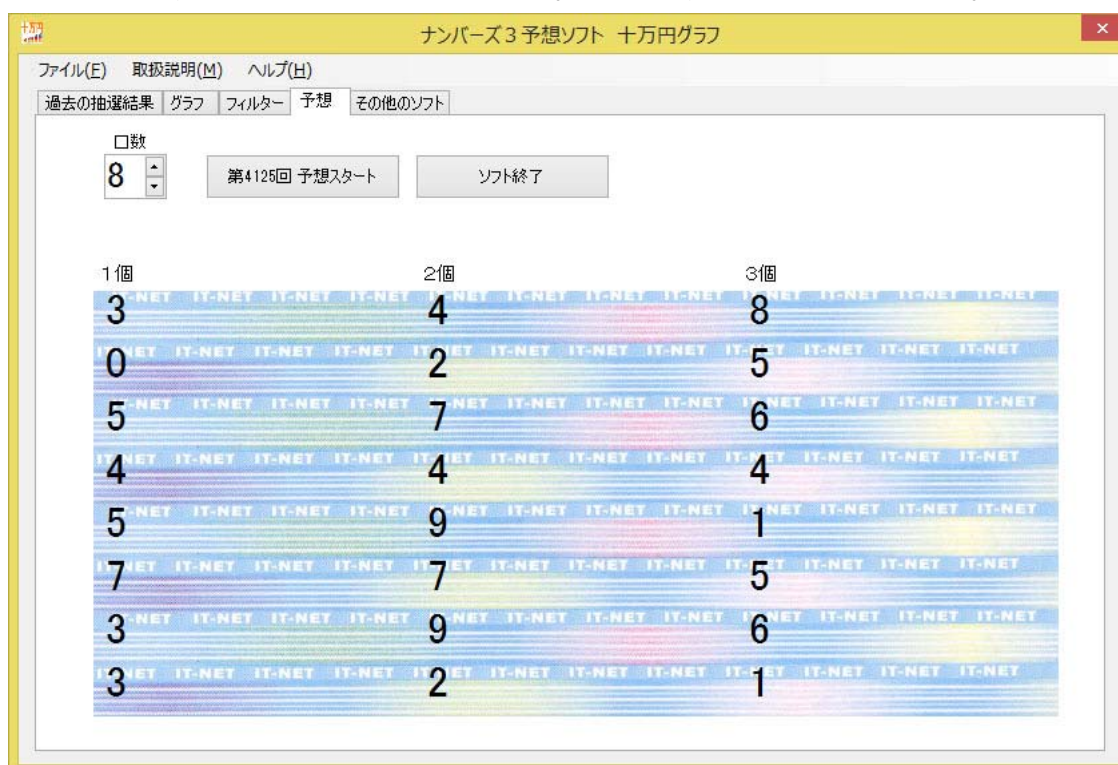 ナンバーズ3予想ソフト 十万円グラフ
ファイル(F) 取扱説明(M) ヘルプ(H)
過去の抽選結果 グラフ フィルター 予想 その他のソフト
口数
8 第4125回 予想スタート ソフト終了
1個 2個 3個
3 4 8
0 2 5
5 7 6
4 4 4
5 9 1
7 7 5
3 9 6
3 2 1